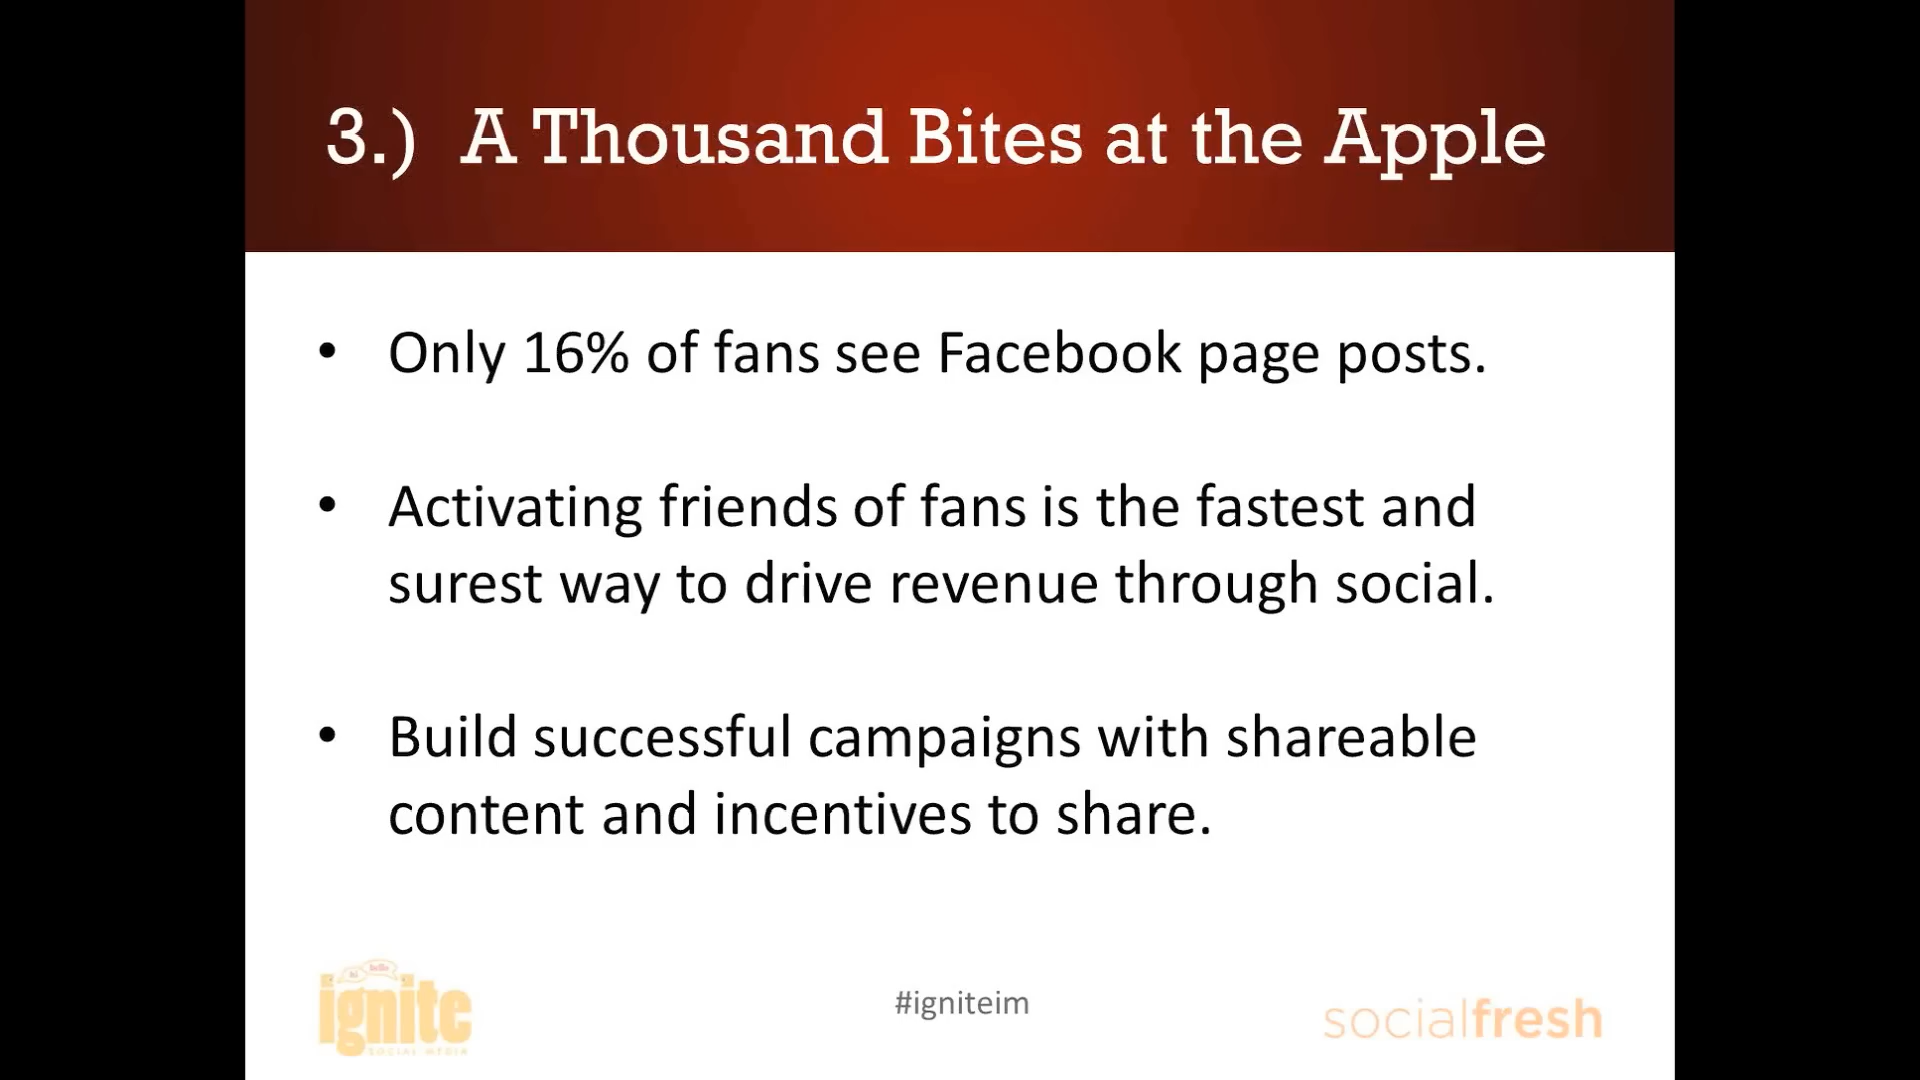 3.) A Thousand Bites at the Apple
• Only 16% of fans see Facebook page posts.
• Activating friends of fans is the fastest and
surest way to drive revenue through social.
• Build successful campaigns with shareable
content and incentives to share.
hi hello
ignite
SOCIAL MEDIA
#igniteim
socialfresh